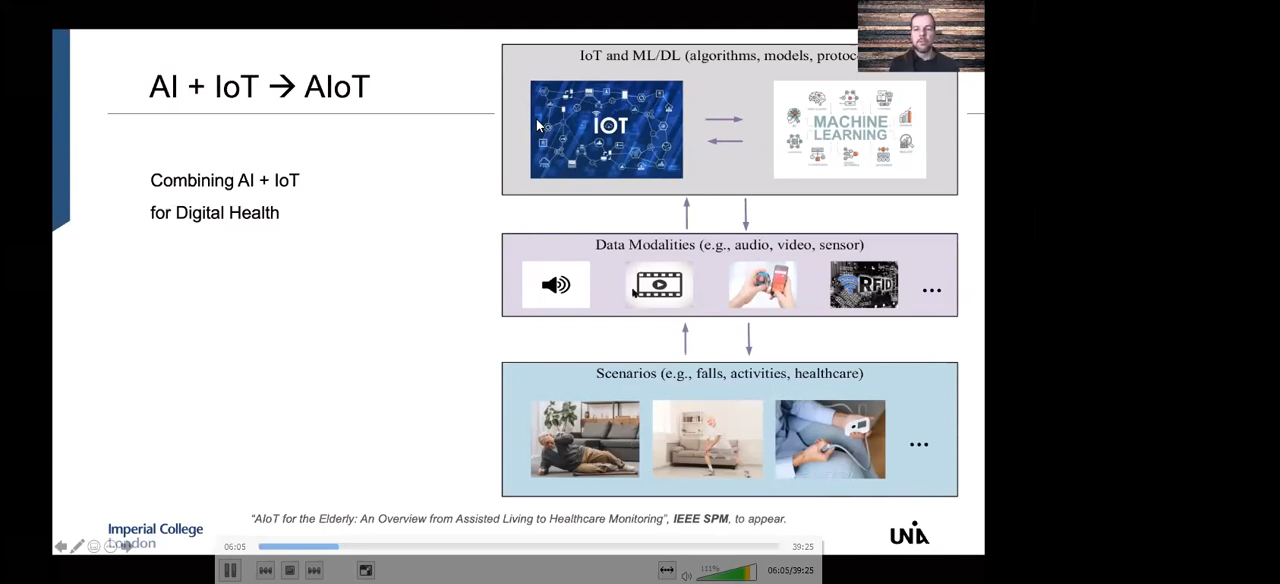 AI + IoT → AIoT
Combining AI + IoT
for Digital Health
IoT and ML/DL (algorithms, models, protoc
IOT
MACHINE
LEARNING
Data Modalities (e.g., audio, video, sensor)
RFID
...
Scenarios (e.g., falls, activities, healthcare)
...
"AIoT for the Elderly: An Overview from Assisted Living to Healthcare Monitoring", IEEE SPM, to appear.
Imperial College
London
UNIA
06:05
39:25
111%
06:05/39:25